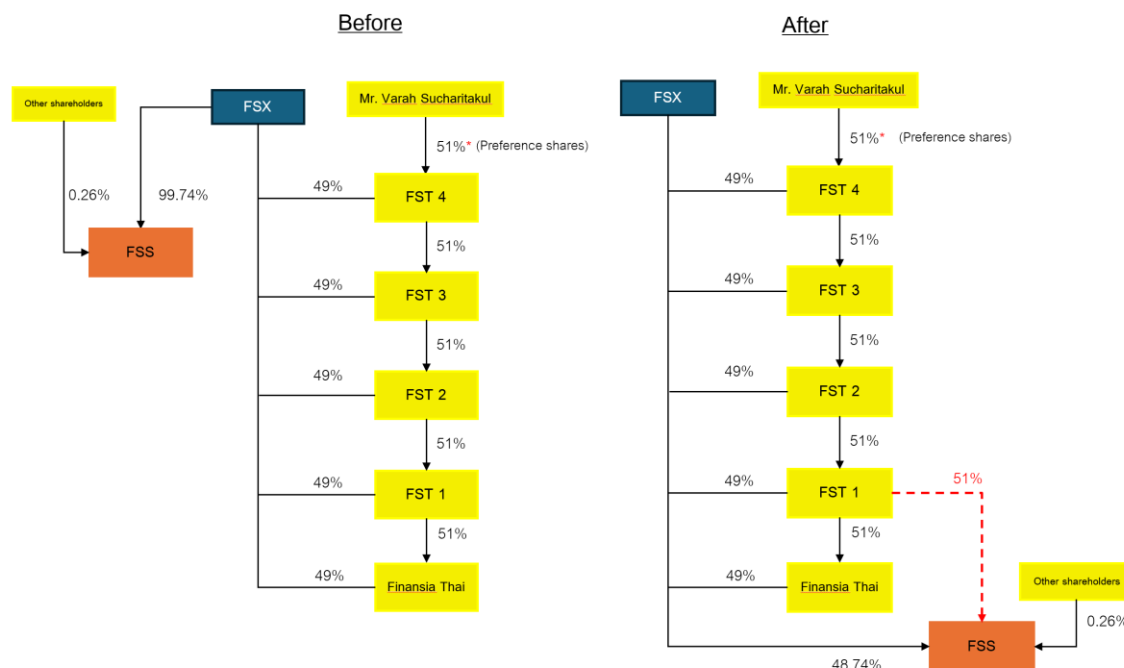 Before
Other shareholders
FSX
Mr. Varah Sucharitakul
51%* (Preference shares)
0.26%
99.74%
49%
FST 4
FSS
51%
49%
FST 3
51%
49%
FST 2
51%
49%
FST 1
51%
49%
Finansia Thai
After
FSX
Mr. Varah Sucharitakul
51%* (Preference shares)
49%
FST 4
51%
49%
FST 3
51%
49%
FST 2
51%
49%
FST 1
51%
51%
49%
Finansia Thai
Other shareholders
0.26%
FSS
48.74%